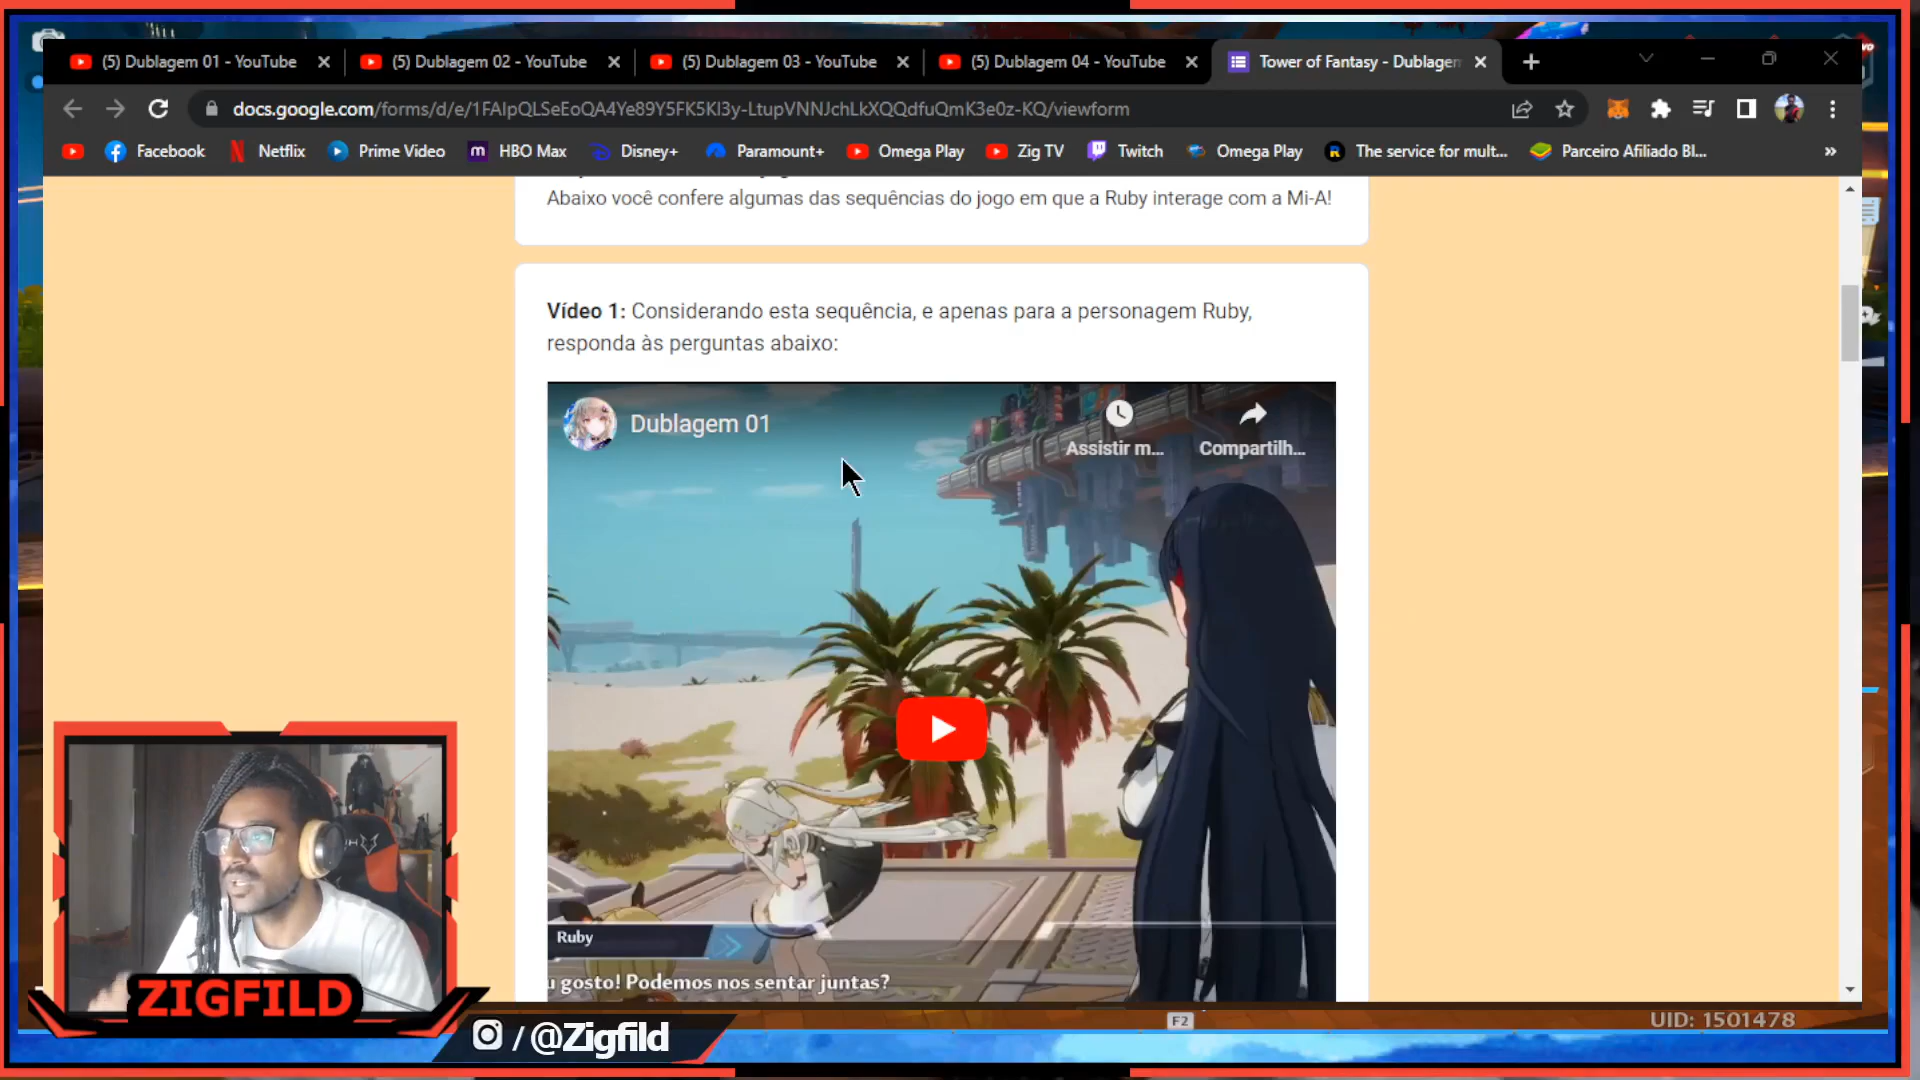 (5) Dublagem 01 - YouTube
(5) Dublagem 02 - YouTube
(5) Dublagem 03 - YouTube
(5) Dublagem 04 - YouTube
Tower of Fantasy - Dublagem
docs.google.com/forms/d/e/1FAIpQLSeEoQA4Ye89Y5FK5Kl3y-LtupVNNJchLkXQQdfuQmK3e0z-KQ/viewform
Facebook
Netflix
Prime Video
HBO Max
Disney+
Paramount+
Omega Play
Zig TV
Twitch
Omega Play
The service for mult...
Parceiro Afiliado Bl...
Abaixo você confere algumas das sequências do jogo em que a Ruby interage com a Mi-A!
Vídeo 1: Considerando esta sequência, e apenas para a personagem Ruby,
responda às perguntas abaixo:
Dublagem 01
Assistir m...
Compartilh...
Ruby
u gosto! Podemos nos sentar juntas?
ZIGFILD
/ @Zigfild
F2
UID: 1501478